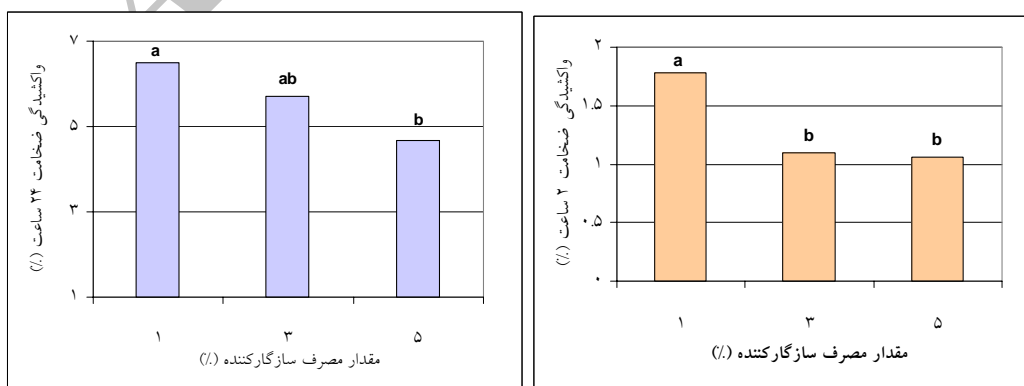 ۷
۵
۳
۱
a
ab
b
۱
۳
۵
واکشیدگی ضخامت ۲۴ ساعت (٪)
مقدار مصرف سازگارکننده (٪)
۲
۱.۵
۱
۰.۵
۰
a
b
b
۱
۳
۵
واکشیدگی ضخامت ۲ ساعت (٪)
مقدار مصرف سازگارکننده (٪)